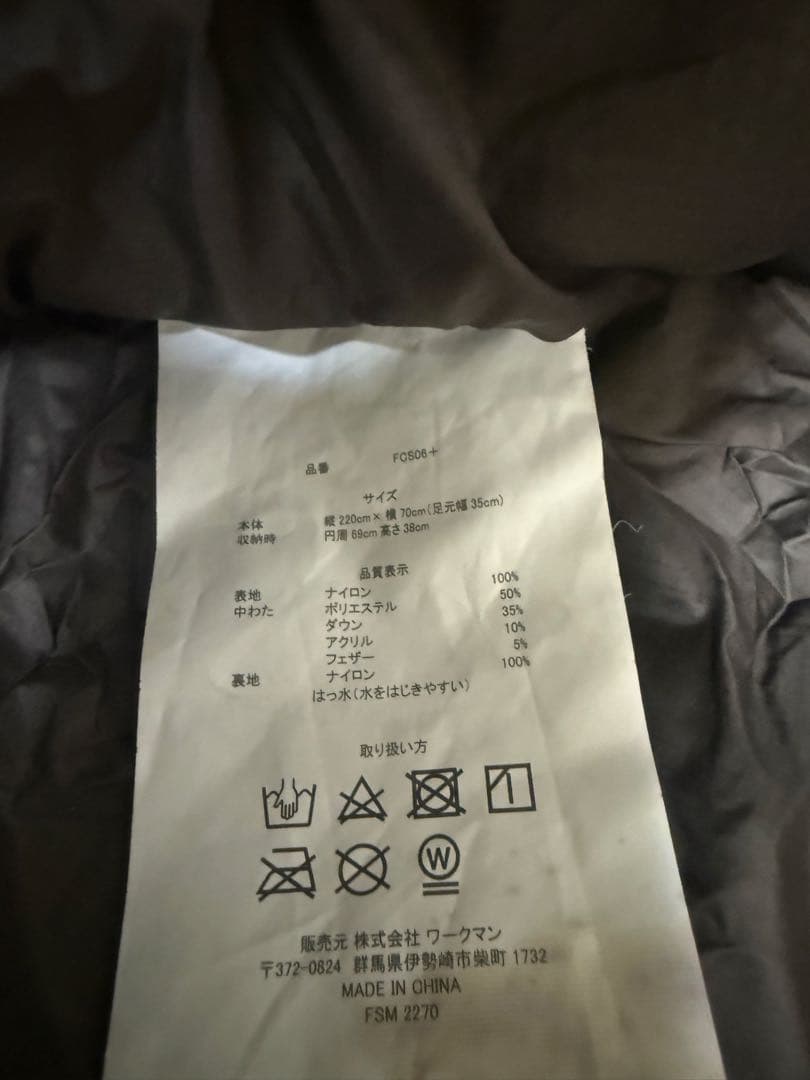 品番 FCS06+
サイズ
本体 縦 220cm × 横 70cm (足元幅 35cm)
収納時 円周 69cm 高さ 38cm
品質表示
表地 ナイロン 100%
中わた ポリエステル 50%
ダウン 35%
アクリル 10%
フェザー 5%
裏地 ナイロン 100%
はっ水 (水をはじきやすい)
取り扱い方
W
販売元 株式会社 ワークマン
〒372-0824 群馬県伊勢崎市柴町 1732
MADE IN CHINA
FSM 2270